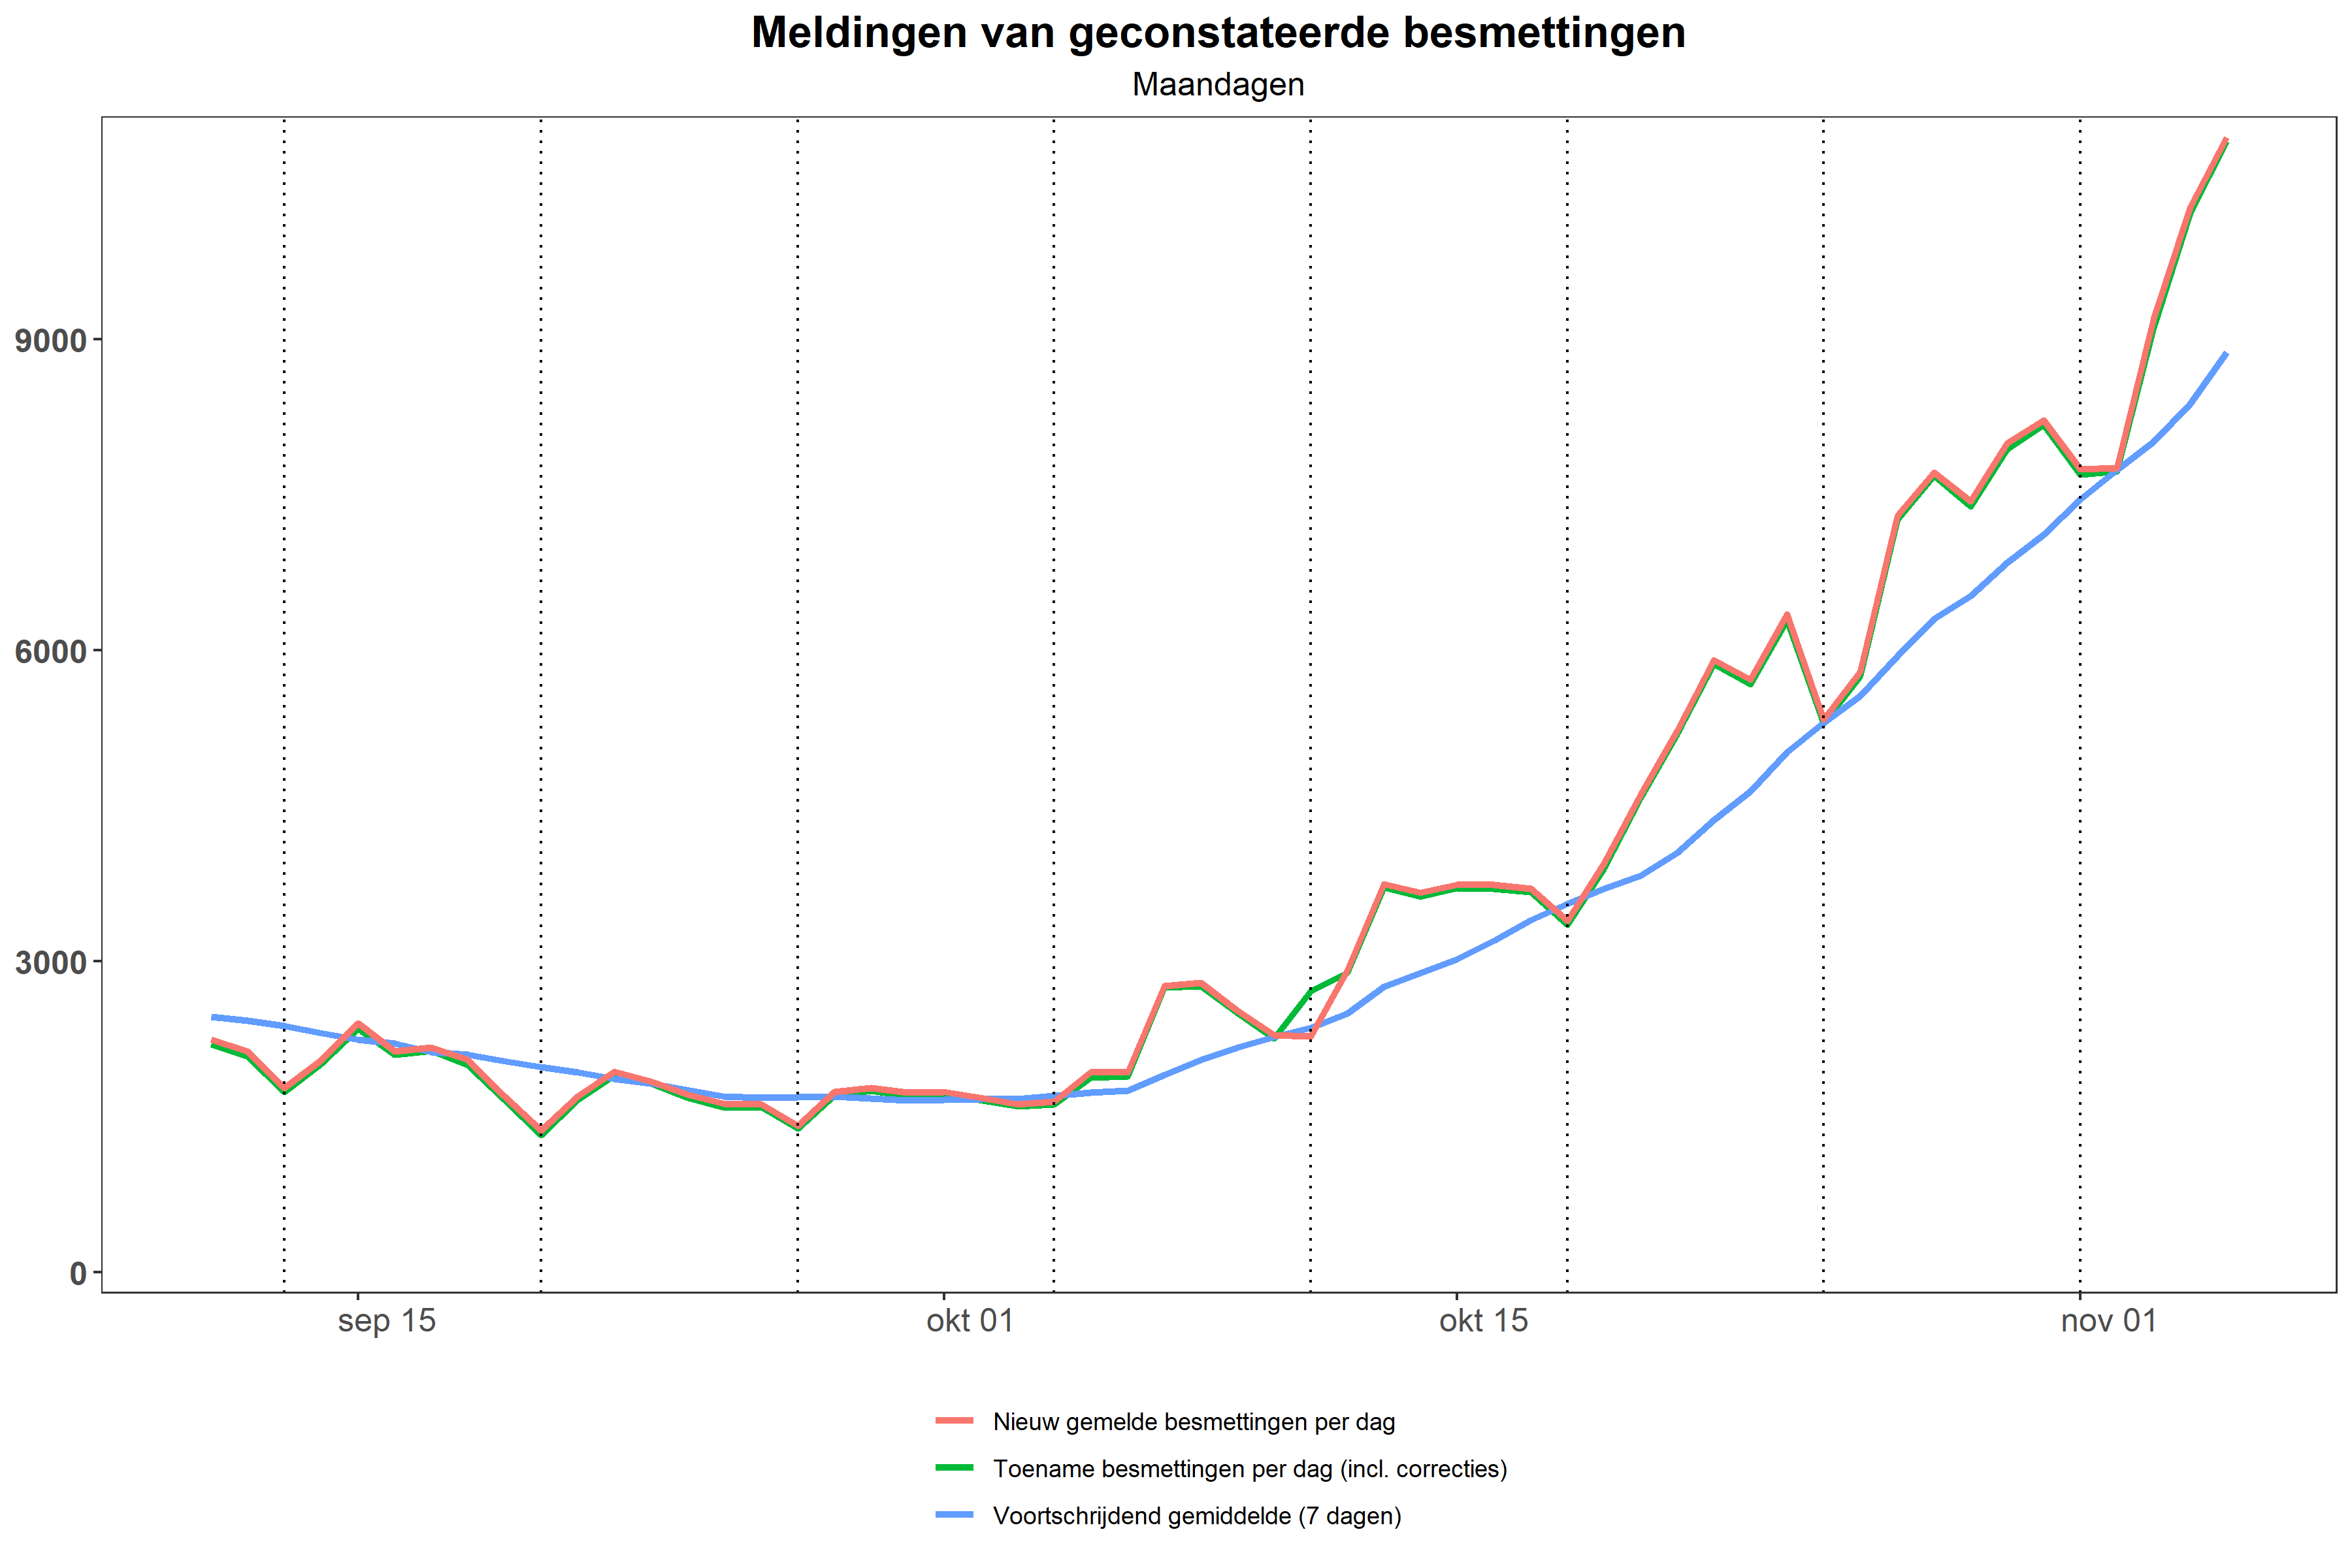 Meldingen van geconstateerde besmettingen
Maandagen
9000
6000
3000
0
sep 15
okt 01
okt 15
nov 01
Nieuw gemelde besmettingen per dag
Toename besmettingen per dag (incl. correcties)
Voortschrijdend gemiddelde (7 dagen)